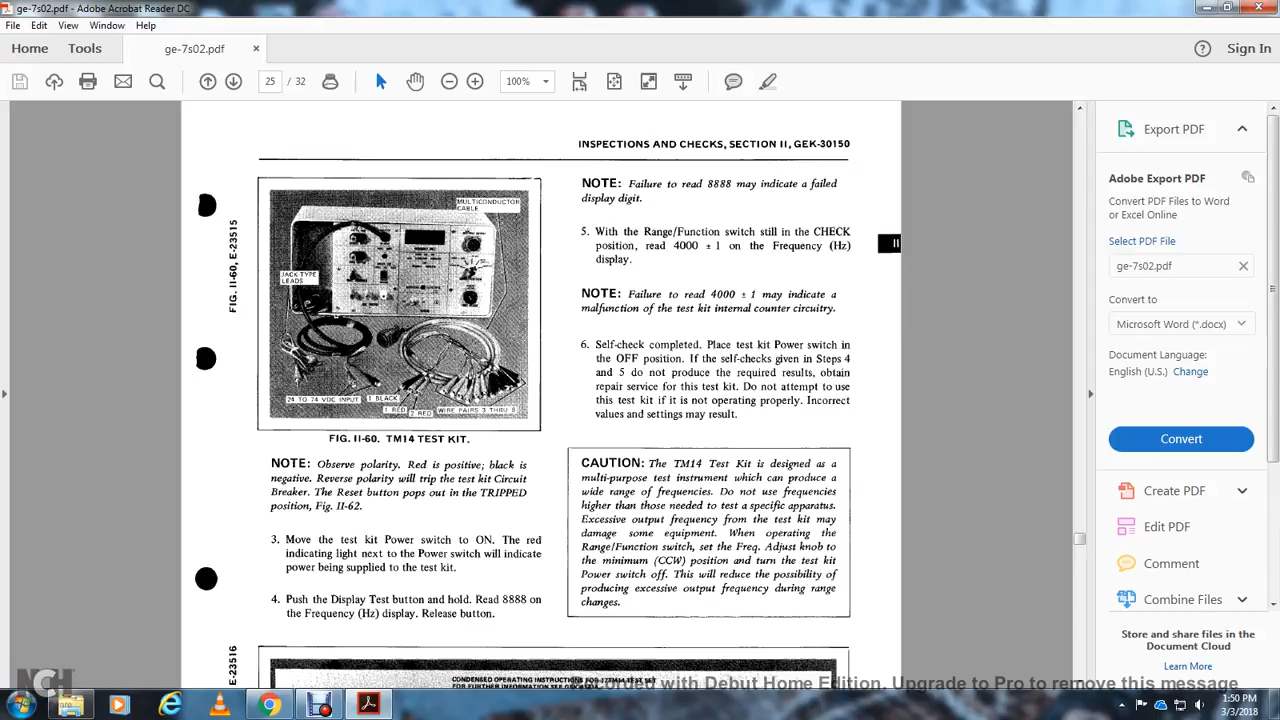 ge-7s02.pdf - Adobe Acrobat Reader DC
File Edit View Window Help
Home Tools ge-7s02.pdf × Sign In
25 / 32 100%
INSPECTIONS AND CHECKS, SECTION II, GEK-30150
FIG. II-60, E-23515
MULTICONDUCTOR
CABLE
JACK TYPE
LEADS
24 TO 74 VDC INPUT
1 BLACK
1 RED
2 RED
WIRE PAIRS 3 THRU 8
FIG. II-60. TM14 TEST KIT.
NOTE: Observe polarity. Red is positive; black is
negative. Reverse polarity will trip the test kit Circuit
Breaker. The Reset button pops out in the TRIPPED
position, Fig. II-62.
3. Move the test kit Power switch to ON. The red
indicating light next to the Power switch will indicate
power being supplied to the test kit.
4. Push the Display Test button and hold. Read 8888 on
the Frequency (Hz) display. Release button.
NOTE: Failure to read 8888 may indicate a failed
display digit.
5. With the Range/Function switch still in the CHECK
position, read 4000 ± 1 on the Frequency (Hz)
display.
II
NOTE: Failure to read 4000 ± 1 may indicate a
malfunction of the test kit internal counter circuitry.
6. Self-check completed. Place test kit Power switch in
the OFF position. If the self-checks given in Steps 4
and 5 do not produce the required results, obtain
repair service for this test kit. Do not attempt to use
this test kit if it is not operating properly. Incorrect
values and settings may result.
CAUTION: The TM14 Test Kit is designed as a
multi-purpose test instrument which can produce a
wide range of frequencies. Do not use frequencies
higher than those needed to test a specific apparatus.
Excessive output frequency from the test kit may
damage some equipment. When operating the
Range/Function switch, set the Freq. Adjust knob to
the minimum (CCW) position and turn the test kit
Power switch off. This will reduce the possibility of
producing excessive output frequency during range
changes.
E-23516
CONDENSED OPERATING INSTRUCTIONS FOR
Export PDF
Adobe Export PDF
Convert PDF Files to Word
or Excel Online
Select PDF File
ge-7s02.pdf
Convert to
Microsoft Word (*.docx)
Document Language:
English (U.S.) Change
Convert
Create PDF
Edit PDF
Comment
Combine Files
Store and share files in the
Document Cloud
Learn More
NCH
orded with Debut Home Edition. Upgrade to Pro to remove this message
1:50 PM
3/3/2018